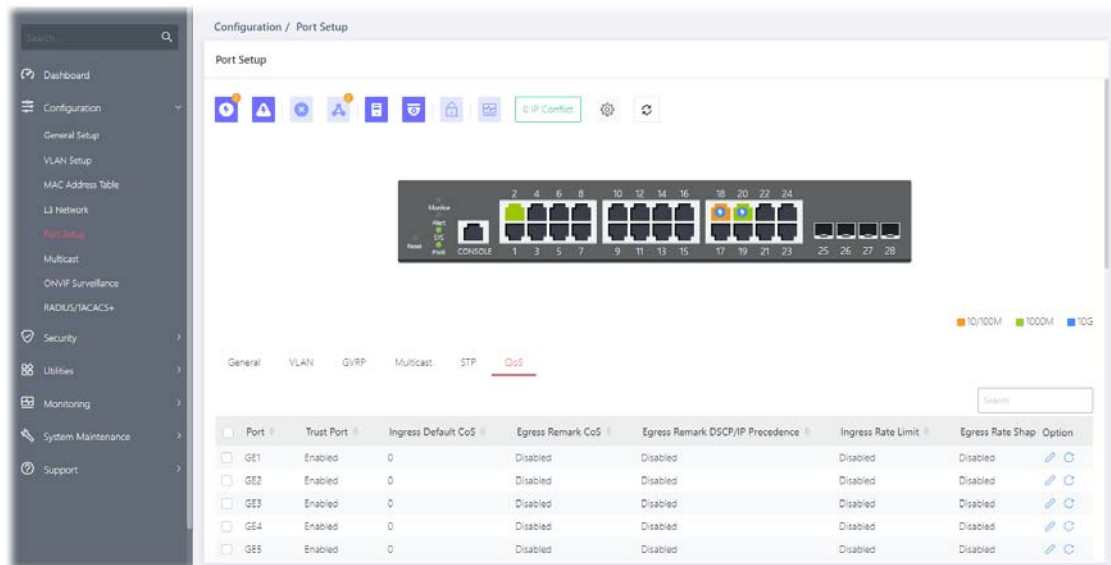 Configuration / Port Setup
Search...
Port Setup
Dashboard
Configuration
General Setup
VLAN Setup
MAC Address Table
L3 Network
Port Setup
Multicast
ONVIF Surveillance
RADIUS/TACACS+
Security
Utilities
Monitoring
System Maintenance
Support
0 IP Conflict
2 4 6 8 10 12 14 16 18 20 22 24
Monitor
Alert
SYS
Reset PWR CONSOLE 1 3 5 7 9 11 13 15 17 19 21 23 25 26 27 28
10/100M 1000M 10G
General VLAN GVRP Multicast STP QoS
Search
Port Trust Port Ingress Default CoS Egress Remark CoS Egress Remark DSCP/IP Precedence Ingress Rate Limit Egress Rate Shap Option
GE1 Enabled 0 Disabled Disabled Disabled Disabled
GE2 Enabled 0 Disabled Disabled Disabled Disabled
GE3 Enabled 0 Disabled Disabled Disabled Disabled
GE4 Enabled 0 Disabled Disabled Disabled Disabled
GE5 Enabled 0 Disabled Disabled Disabled Disabled